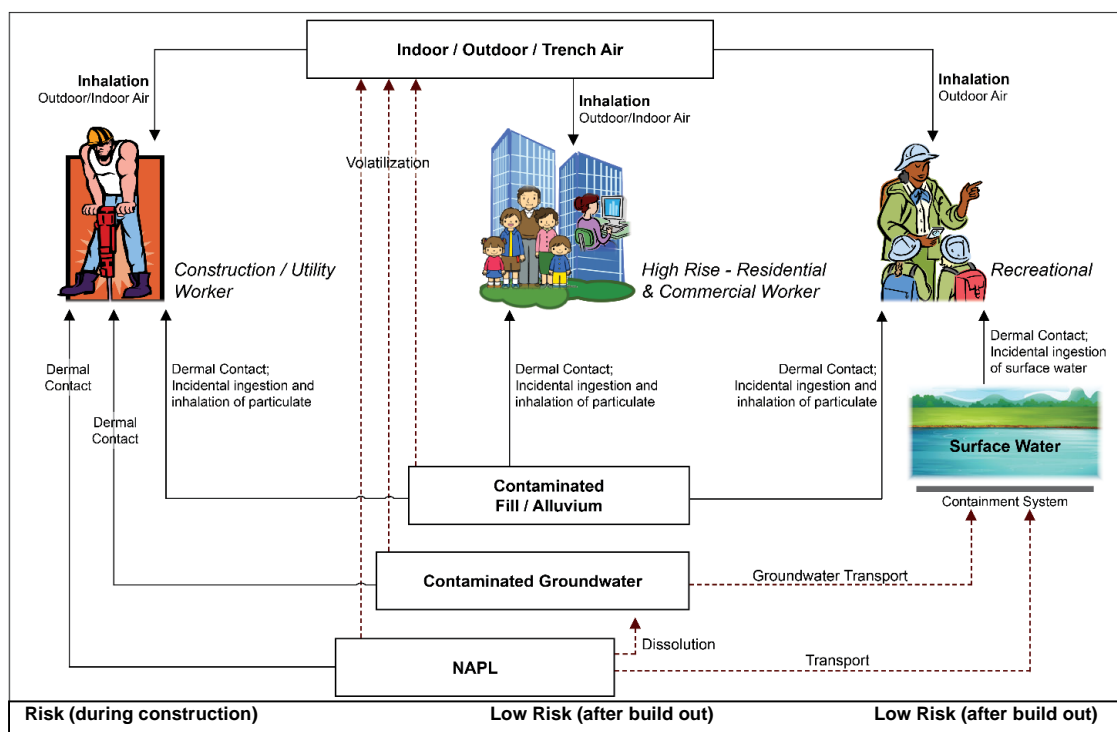 Indoor / Outdoor / Trench Air
Inhalation
Outdoor/Indoor Air
Inhalation
Outdoor/Indoor Air
Inhalation
Outdoor Air
Volatilization
Construction / Utility
Worker
High Rise - Residential
& Commercial Worker
Recreational
Dermal
Contact
Dermal
Contact
Dermal Contact;
Incidental ingestion and
inhalation of particulate
Dermal Contact;
Incidental ingestion and
inhalation of particulate
Dermal Contact;
Incidental ingestion and
inhalation of particulate
Dermal Contact;
Incidental ingestion
of surface water
Surface Water
Containment System
Contaminated
Fill / Alluvium
Contaminated Groundwater
Groundwater Transport
Dissolution
NAPL
Transport
Risk (during construction)
Low Risk (after build out)
Low Risk (after build out)